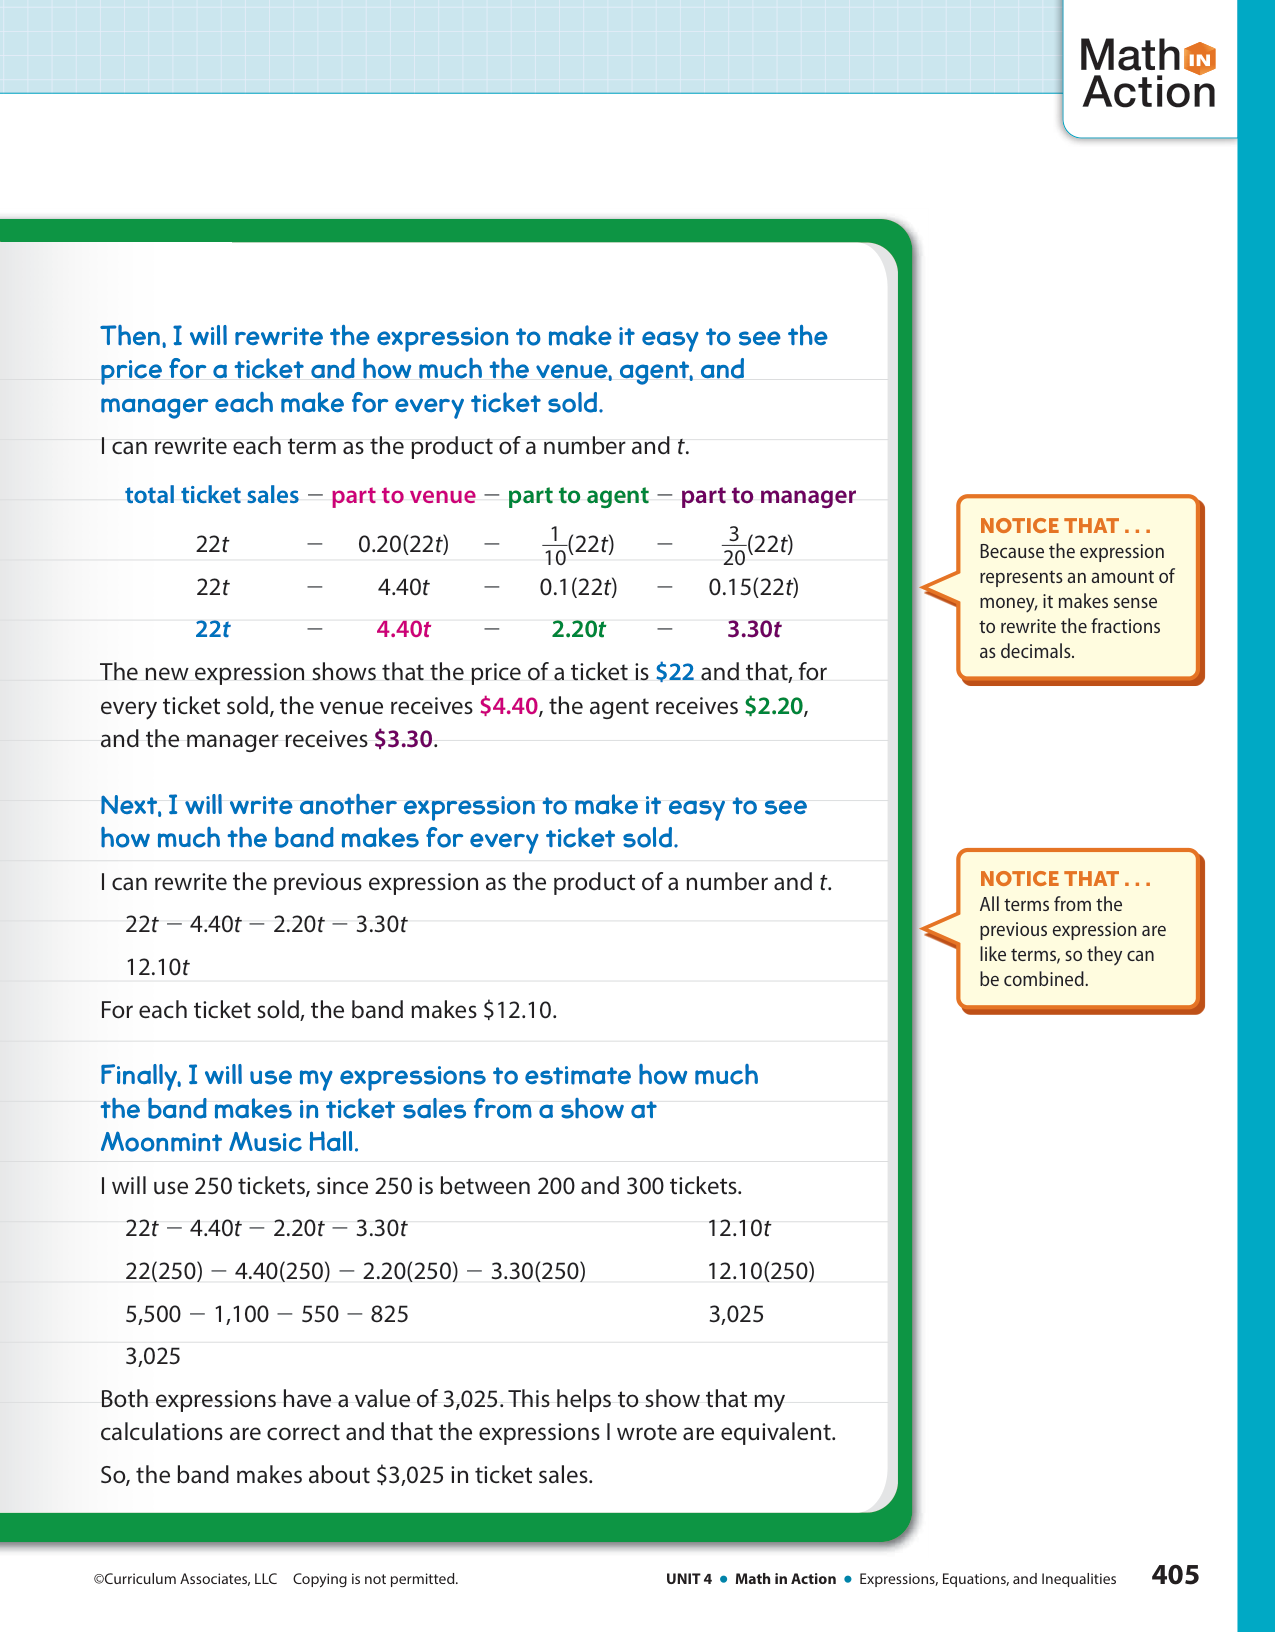 Math IN
Action
Then, I will rewrite the expression to make it easy to see the
price for a ticket and how much the venue, agent, and
manager each make for every ticket sold.
I can rewrite each term as the product of a number and t.
total ticket sales − part to venue − part to agent − part to manager
22t − 0.20(22t) − 1/10(22t) − 3/20(22t)
22t − 4.40t − 0.1(22t) − 0.15(22t)
22t − 4.40t − 2.20t − 3.30t
The new expression shows that the price of a ticket is $22 and that, for
every ticket sold, the venue receives $4.40, the agent receives $2.20,
and the manager receives $3.30.
NOTICE THAT . . .
Because the expression
represents an amount of
money, it makes sense
to rewrite the fractions
as decimals.
Next, I will write another expression to make it easy to see
how much the band makes for every ticket sold.
I can rewrite the previous expression as the product of a number and t.
22t − 4.40t − 2.20t − 3.30t
12.10t
For each ticket sold, the band makes $12.10.
NOTICE THAT . . .
All terms from the
previous expression are
like terms, so they can
be combined.
Finally, I will use my expressions to estimate how much
the band makes in ticket sales from a show at
Moonmint Music Hall.
I will use 250 tickets, since 250 is between 200 and 300 tickets.
22t − 4.40t − 2.20t − 3.30t 12.10t
22(250) − 4.40(250) − 2.20(250) − 3.30(250) 12.10(250)
5,500 − 1,100 − 550 − 825 3,025
3,025
Both expressions have a value of 3,025. This helps to show that my
calculations are correct and that the expressions I wrote are equivalent.
So, the band makes about $3,025 in ticket sales.
©Curriculum Associates, LLC Copying is not permitted.
UNIT 4 • Math in Action • Expressions, Equations, and Inequalities 405